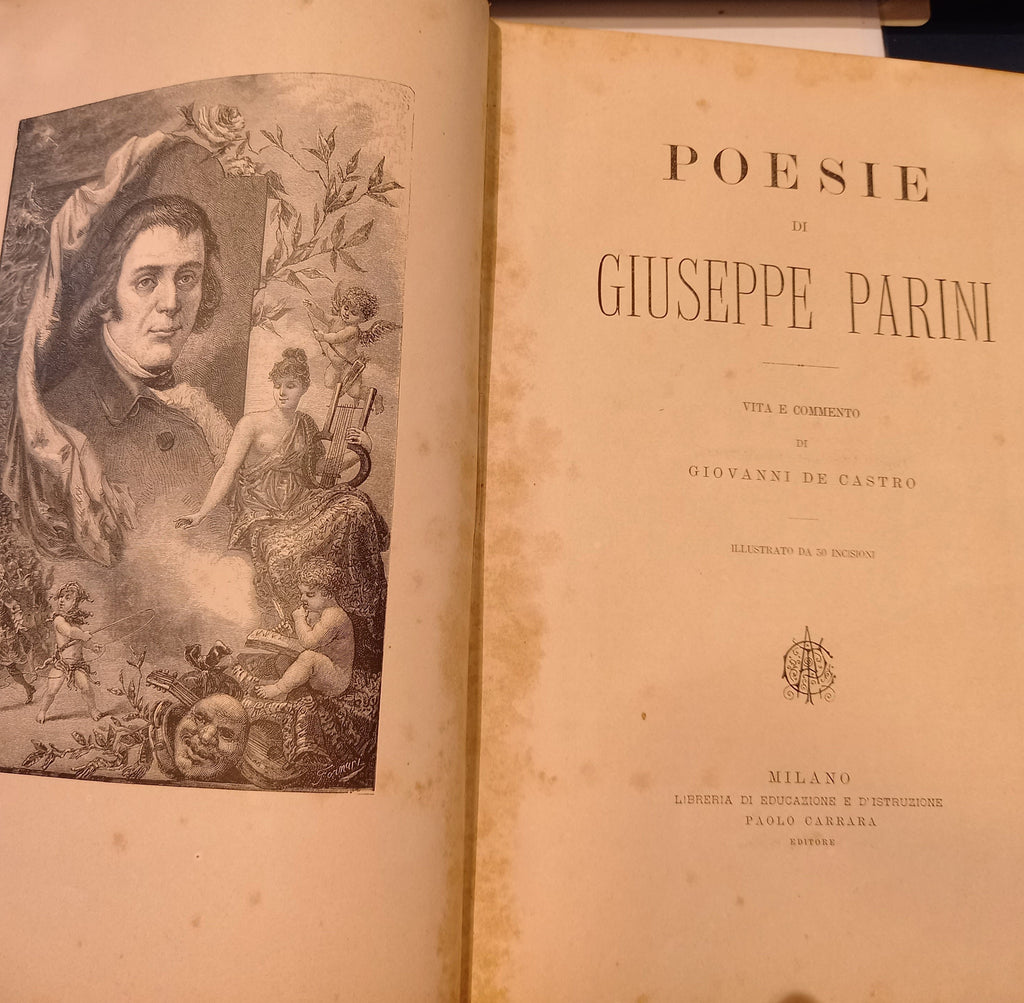 POESIE
DI
GIUSEPPE PARINI
VITA E COMMENTO
DI
GIOVANNI DE CASTRO
ILLUSTRATO DA 50 INCISIONI
MILANO
LIBRERIA DI EDUCAZIONE E D'ISTRUZIONE
PAOLO CARRARA
EDITORE